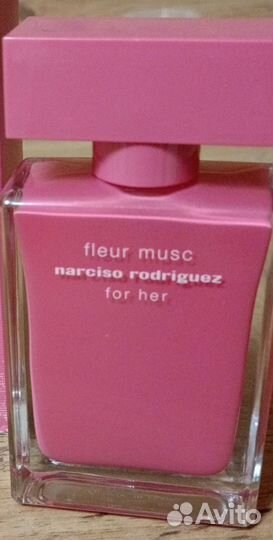 fleur musc
narciso rodriguez
for her
Avito